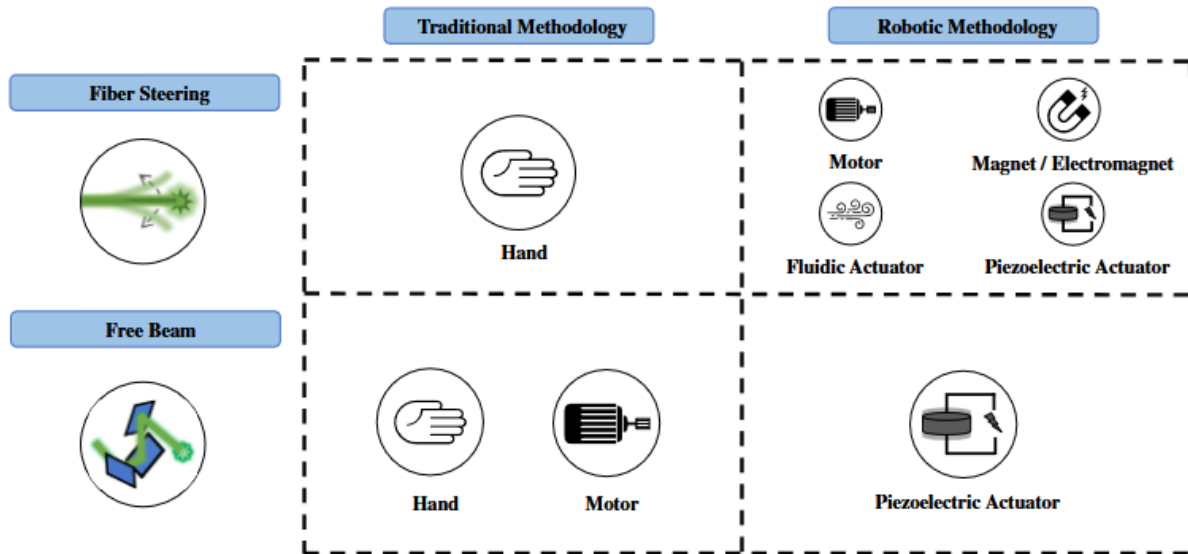 Traditional Methodology
Robotic Methodology
Fiber Steering
Hand
Motor
Magnet / Electromagnet
Fluidic Actuator
Piezoelectric Actuator
Free Beam
Hand
Motor
Piezoelectric Actuator